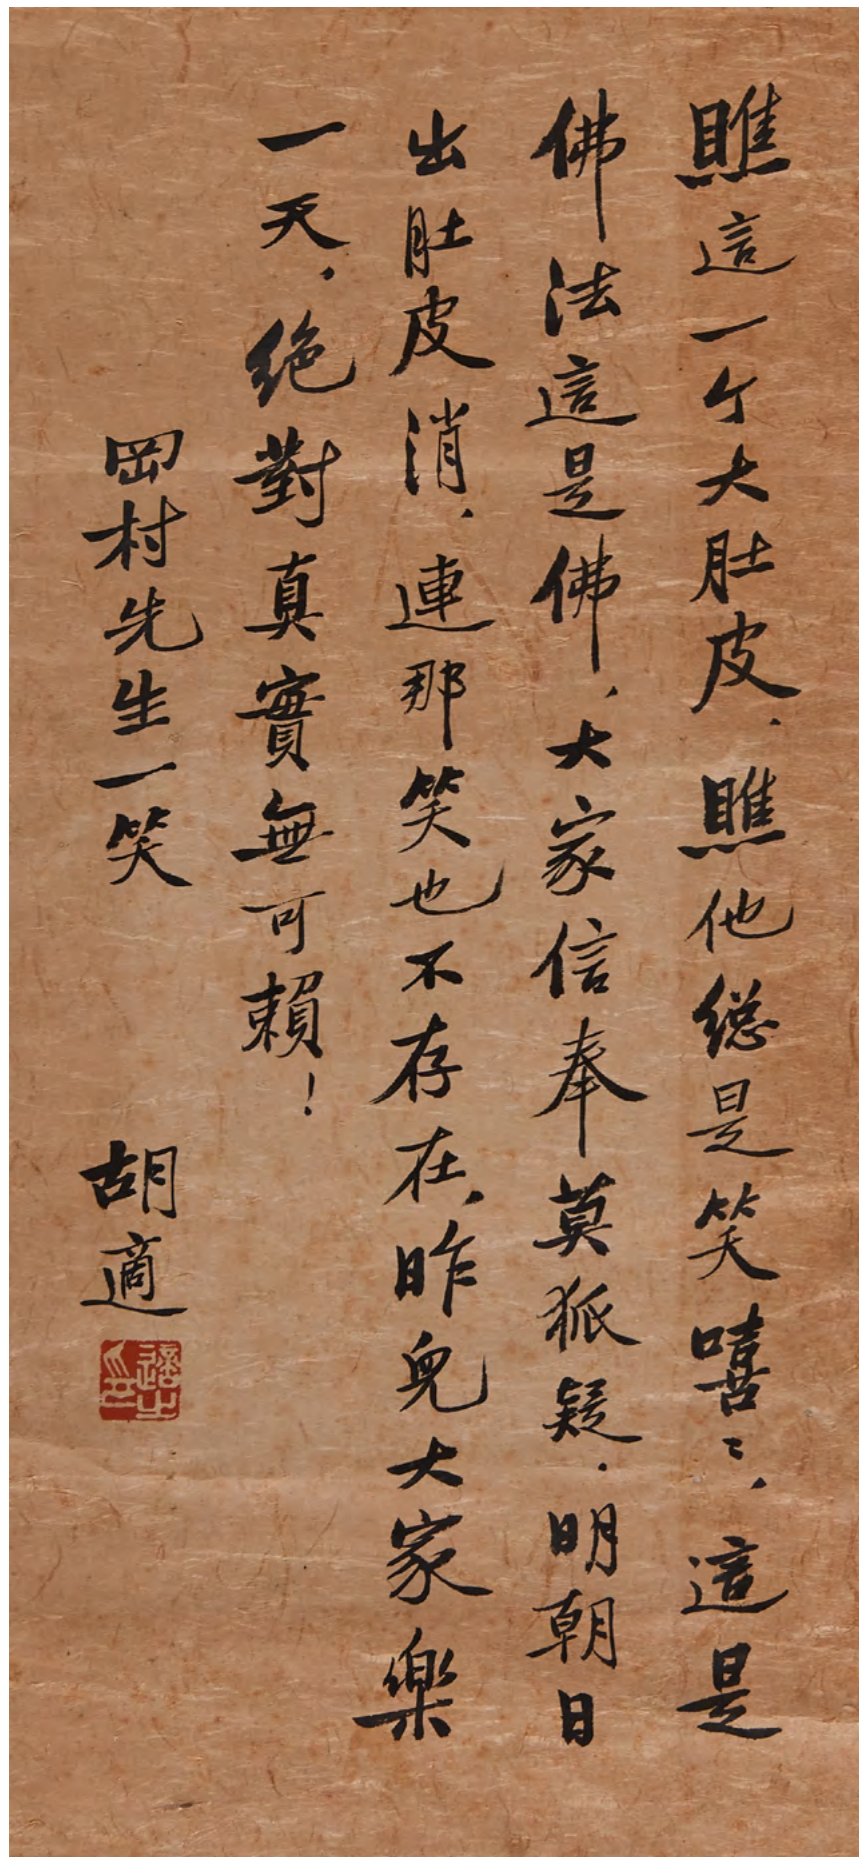 瞧這一个大肚皮，瞧他總是笑嘻〻，這是
佛法這是佛，大家信奉莫狐疑．明朝日
出肚皮消，連那笑也不存在，昨兒大家樂
一天，絕對真實無可賴！
岡村先生一笑
胡適
適之